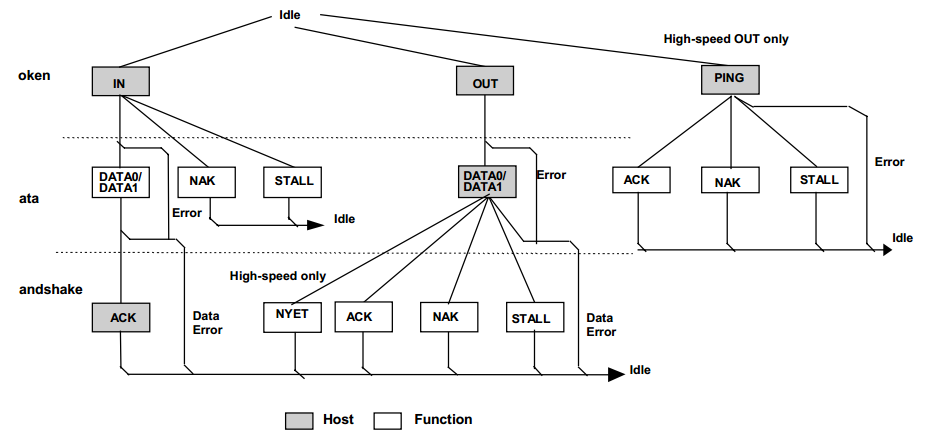 Idle
High-speed OUT only
oken
IN
OUT
PING
DATA0/
DATA1
NAK
STALL
DATA0/
DATA1
Error
ACK
NAK
STALL
Error
ata
Error
Idle
Idle
High-speed only
andshake
ACK
Data
Error
NYET
ACK
NAK
STALL
Data
Error
Idle
Host
Function